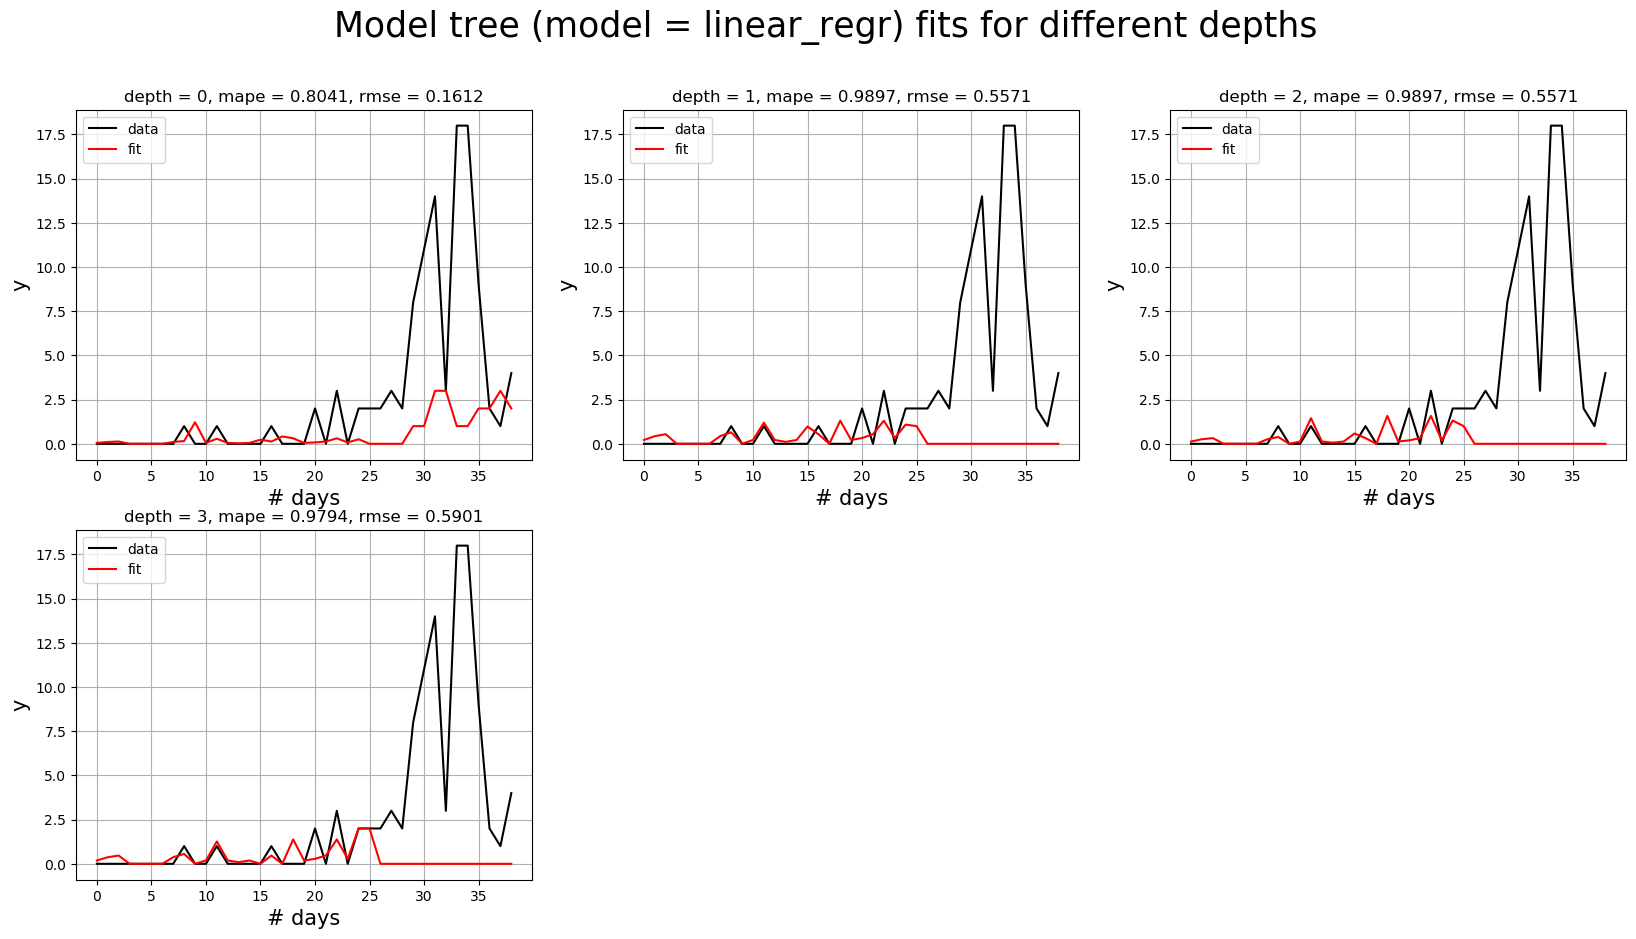 Model tree (model = linear_regr) fits for different depths
depth = 0, mape = 0.8041, rmse = 0.1612
data
fit
17.5
15.0
12.5
10.0
7.5
5.0
2.5
0.0
y
0 5 10 15 20 25 30 35
# days
depth = 1, mape = 0.9897, rmse = 0.5571
data
fit
17.5
15.0
12.5
10.0
7.5
5.0
2.5
0.0
y
0 5 10 15 20 25 30 35
# days
depth = 2, mape = 0.9897, rmse = 0.5571
data
fit
17.5
15.0
12.5
10.0
7.5
5.0
2.5
0.0
y
0 5 10 15 20 25 30 35
# days
depth = 3, mape = 0.9794, rmse = 0.5901
data
fit
17.5
15.0
12.5
10.0
7.5
5.0
2.5
0.0
y
0 5 10 15 20 25 30 35
# days